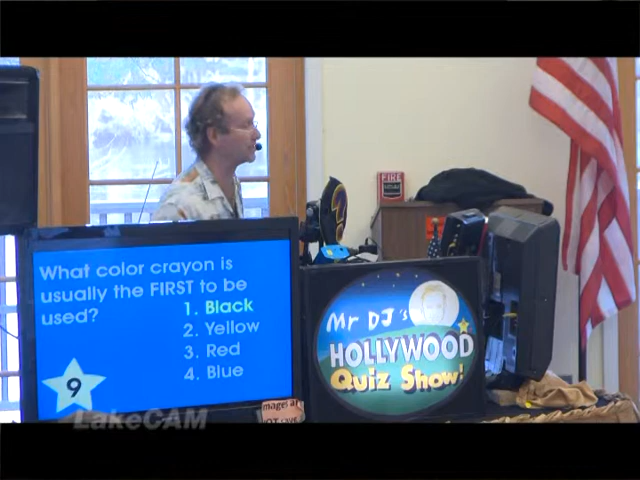 FIRE
What color crayon is
usually the FIRST to be
used?
1. Black
2. Yellow
3. Red
4. Blue
9
Mr DJ's
HOLLYWOOD
Quiz Show!
LakeCAM